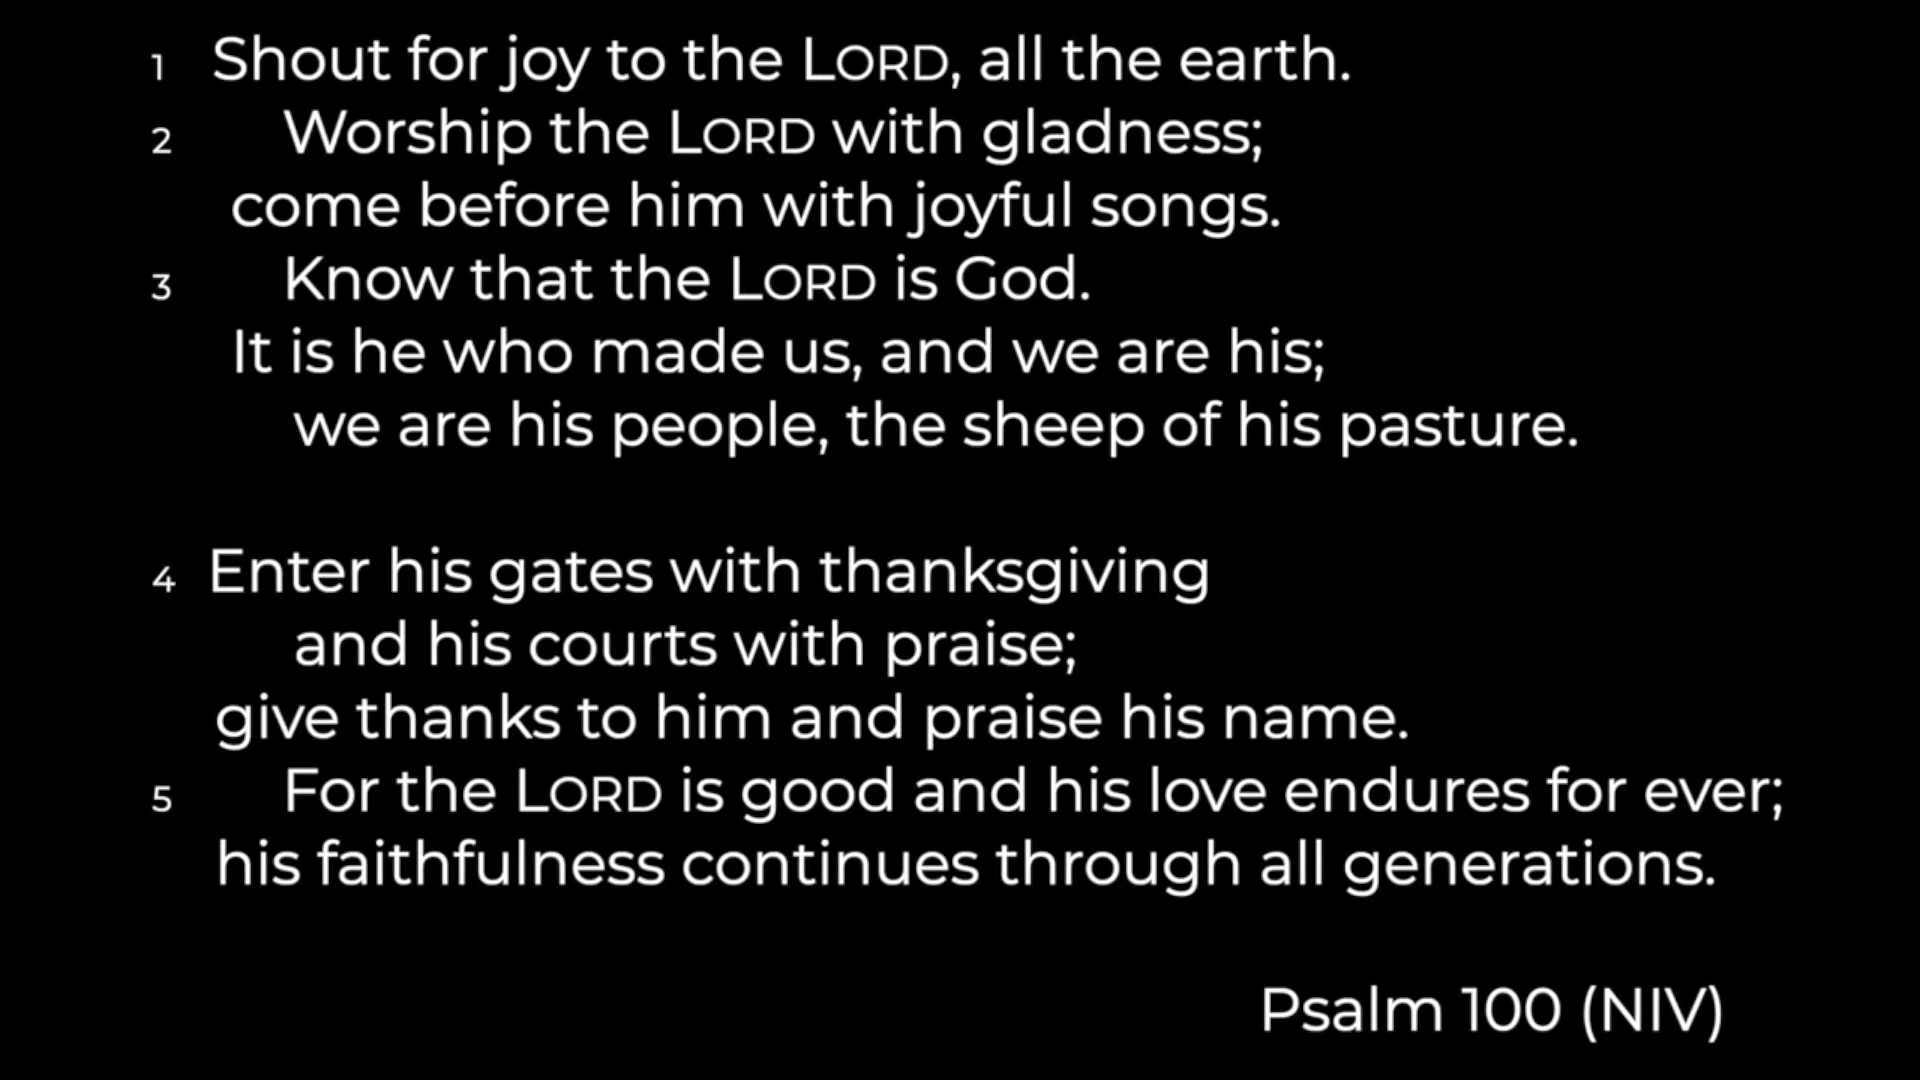 1 Shout for joy to the LORD, all the earth.
2 Worship the LORD with gladness;
come before him with joyful songs.
3 Know that the LORD is God.
It is he who made us, and we are his;
we are his people, the sheep of his pasture.
4 Enter his gates with thanksgiving
and his courts with praise;
give thanks to him and praise his name.
5 For the LORD is good and his love endures for ever;
his faithfulness continues through all generations.
Psalm 100 (NIV)